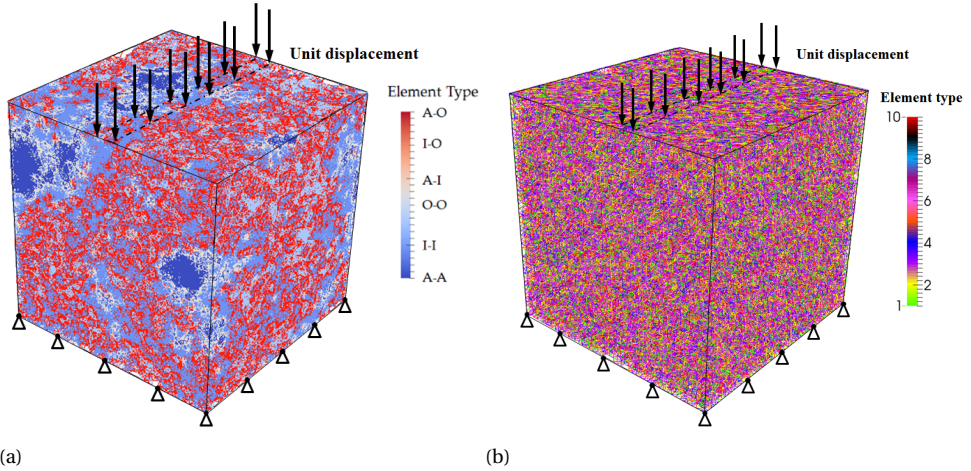 Unit displacement
Element Type
A-O
I-O
A-I
O-O
I-I
A-A
(a)
Unit displacement
Element type
10
8
6
4
2
1
(b)